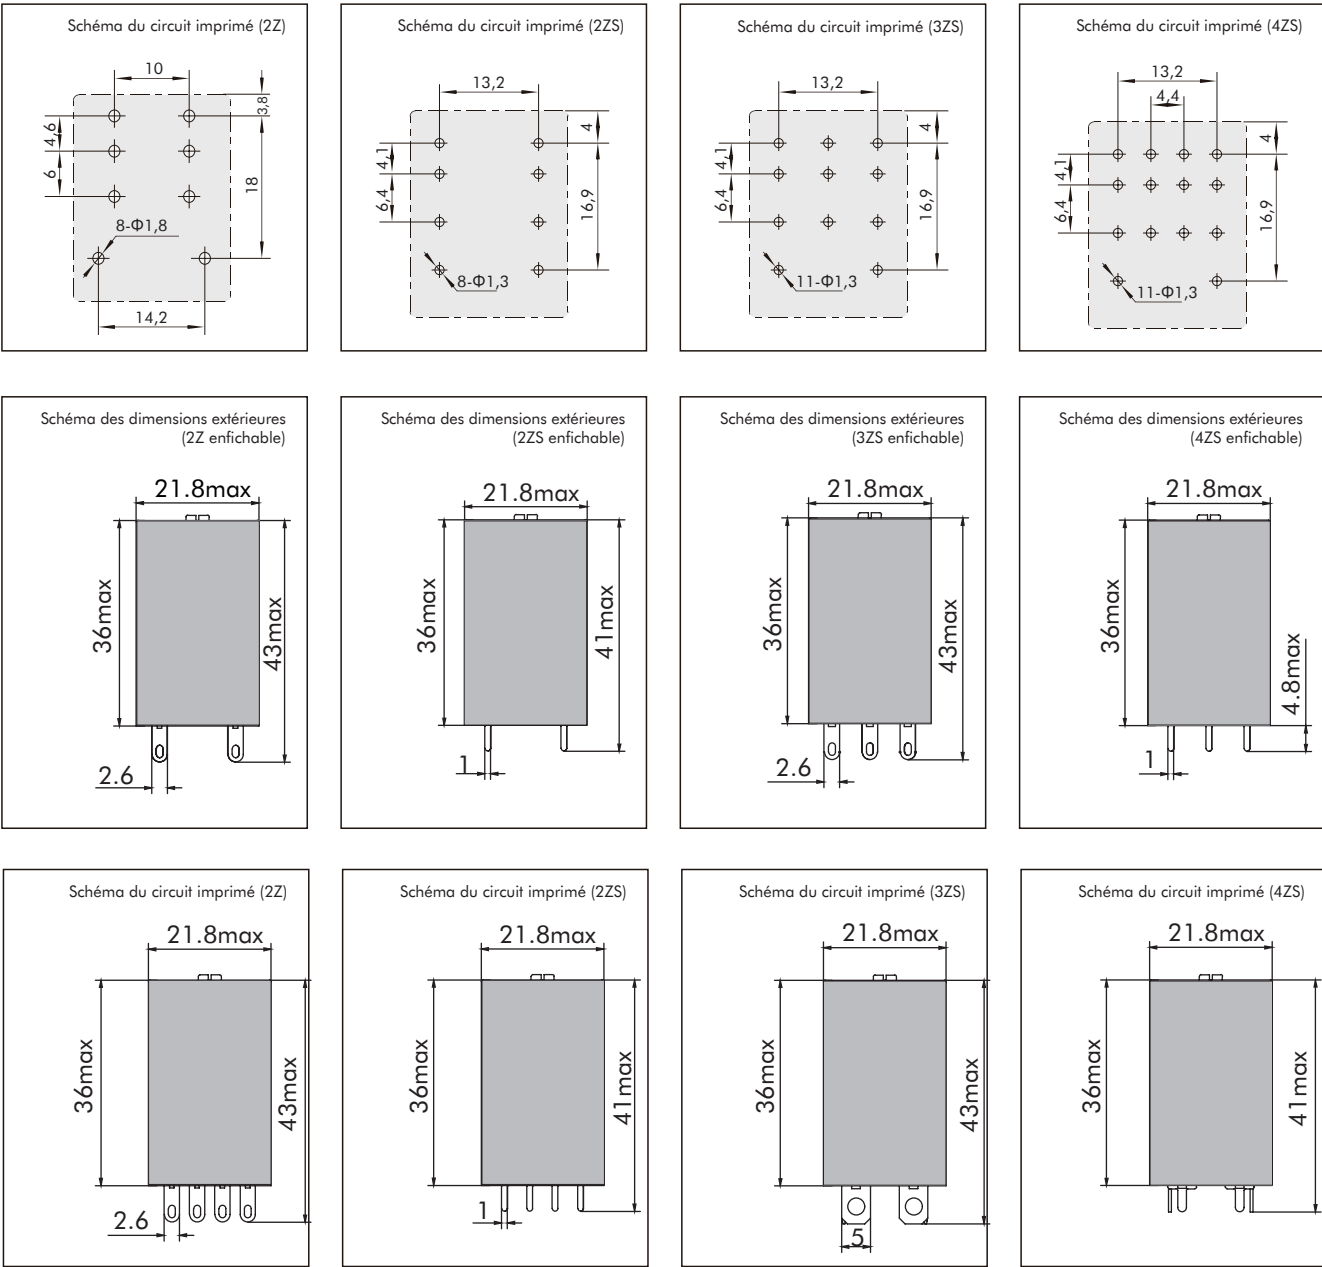 Schéma du circuit imprimé (2Z)
10
3,8
4,6
6
18
8-Φ1,8
14,2
Schéma du circuit imprimé (2ZS)
13,2
4
4,1
6,4
16,9
8-Φ1,3
Schéma du circuit imprimé (3ZS)
13,2
4
4,1
6,4
16,9
11-Φ1,3
Schéma du circuit imprimé (4ZS)
13,2
4,4
4
4,1
6,4
16,9
11-Φ1,3
Schéma des dimensions extérieures
(2Z enfichable)
21.8max
36max
43max
2.6
Schéma des dimensions extérieures
(2ZS enfichable)
21.8max
36max
41max
1
Schéma des dimensions extérieures
(3ZS enfichable)
21.8max
36max
43max
2.6
Schéma des dimensions extérieures
(4ZS enfichable)
21.8max
36max
4.8max
1
Schéma du circuit imprimé (2Z)
21.8max
36max
43max
2.6
Schéma du circuit imprimé (2ZS)
21.8max
36max
41max
1
Schéma du circuit imprimé (3ZS)
21.8max
36max
43max
5
Schéma du circuit imprimé (4ZS)
21.8max
36max
41max